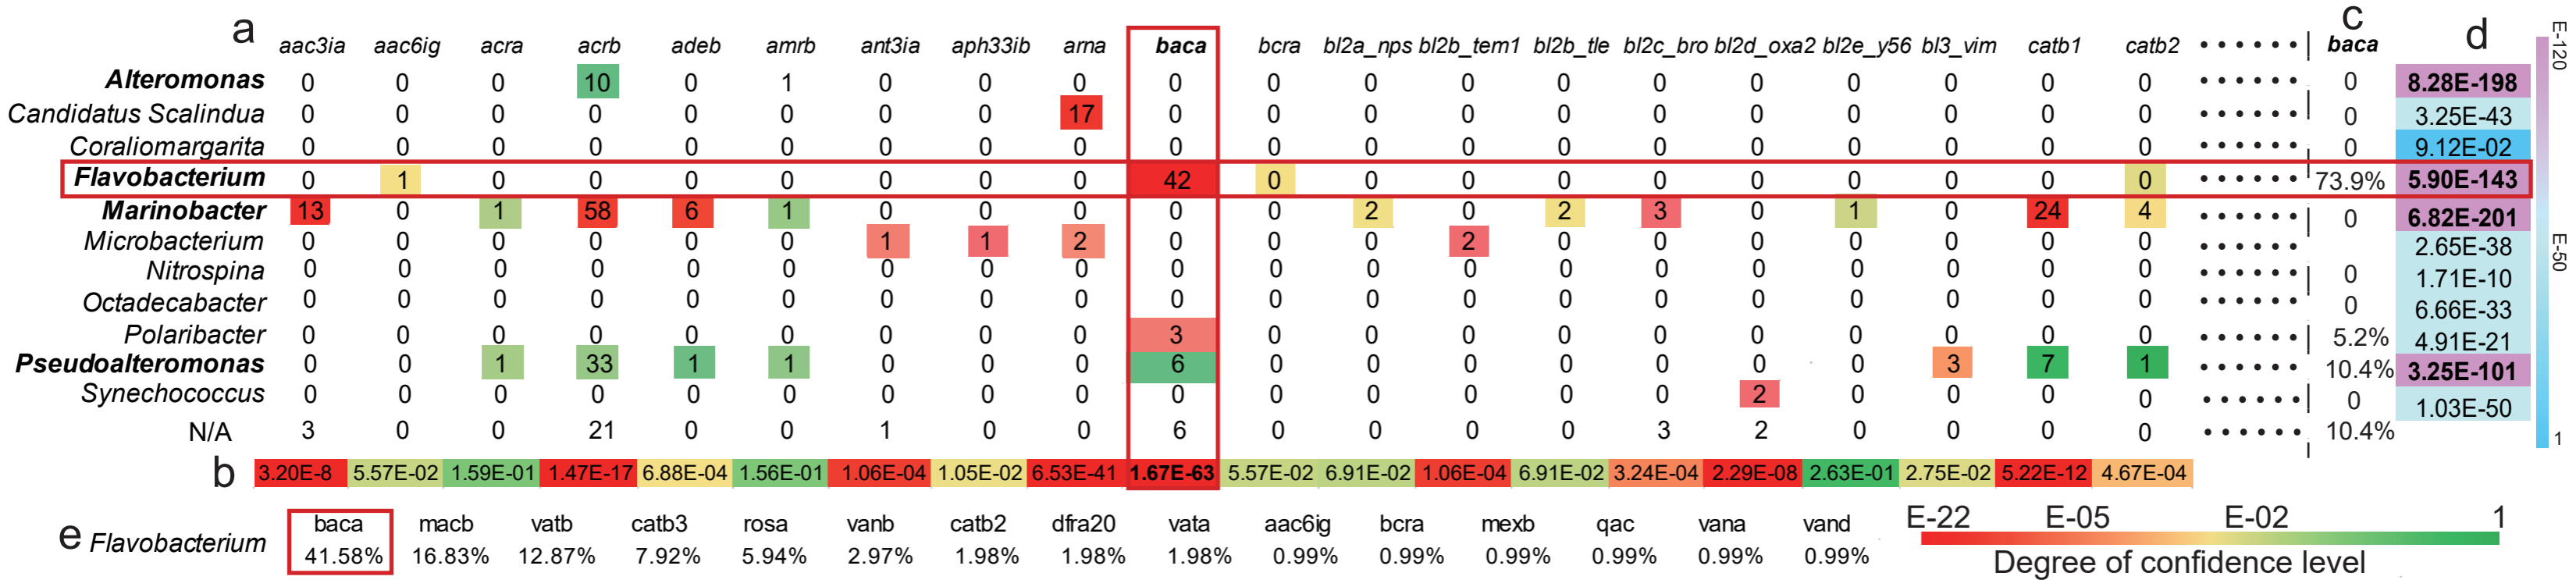 a aac3ia aac6ig acra acrb adeb amrb ant3ia aph33ib arna baca bcra bl2a_nps bl2b_tem1 bl2b_tle bl2c_bro bl2d_oxa2 bl2e_y56 bl3_vim catb1 catb2 •••••• | c baca d E-120
Alteromonas 0 0 0 10 0 1 0 0 0 0 0 0 0 0 0 0 0 0 0 0 •••••• 0 8.28E-198
Candidatus Scalindua 0 0 0 0 0 0 0 0 17 0 0 0 0 0 0 0 0 0 0 0 •••••• | 0 3.25E-43
Coraliomargarita 0 0 0 0 0 0 0 0 0 0 0 0 0 0 0 0 0 0 0 0 •••••• 0 9.12E-02
Flavobacterium 0 1 0 0 0 0 0 0 0 42 0 0 0 0 0 0 0 0 0 0 •••••• | 73.9% 5.90E-143
Marinobacter 13 0 1 58 6 1 0 0 0 0 0 2 0 2 3 0 1 0 24 4 •••••• | 0 6.82E-201
Microbacterium 0 0 0 0 0 0 1 1 2 0 0 0 2 0 0 0 0 0 0 0 •••••• 2.65E-38 E-50
Nitrospina 0 0 0 0 0 0 0 0 0 0 0 0 0 0 0 0 0 0 0 0 •••••• | 0 1.71E-10
Octadecabacter 0 0 0 0 0 0 0 0 0 0 0 0 0 0 0 0 0 0 0 0 •••••• 0 6.66E-33
Polaribacter 0 0 0 0 0 0 0 0 0 3 0 0 0 0 0 0 0 0 0 0 •••••• | 5.2% 4.91E-21
Pseudoalteromonas 0 0 1 33 1 1 0 0 0 6 0 0 0 0 0 0 0 3 7 1 •••••• 10.4% 3.25E-101
Synechococcus 0 0 0 0 0 0 0 0 0 0 0 0 0 0 0 2 0 0 0 0 •••••• | 0 1.03E-50
N/A 3 0 0 21 0 0 1 0 0 6 0 0 0 0 3 2 0 0 0 0 •••••• | 10.4% 1
b 3.20E-8 5.57E-02 1.59E-01 1.47E-17 6.88E-04 1.56E-01 1.06E-04 1.05E-02 6.53E-41 1.67E-63 5.57E-02 6.91E-02 1.06E-04 6.91E-02 3.24E-04 2.29E-08 2.63E-01 2.75E-02 5.22E-12 4.67E-04
e baca macb vatb catb3 rosa vanb catb2 dfra20 vata aac6ig bcra mexb qac vana vand
Flavobacterium 41.58% 16.83% 12.87% 7.92% 5.94% 2.97% 1.98% 1.98% 1.98% 0.99% 0.99% 0.99% 0.99% 0.99% 0.99%
E-22 E-05 E-02 1
Degree of confidence level